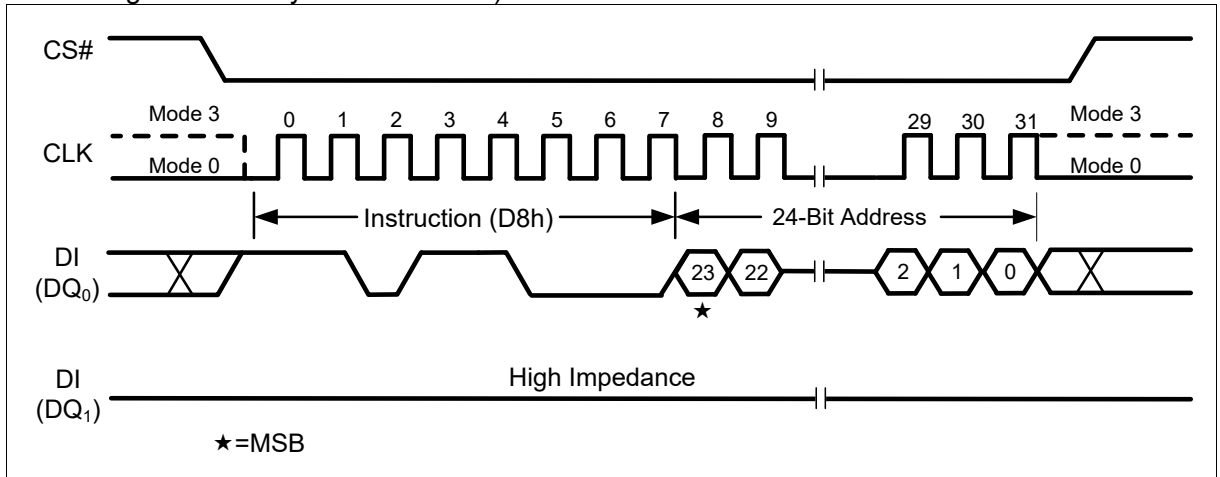 CS#
Mode 3 0 1 2 3 4 5 6 7 8 9 29 30 31 Mode 3
CLK
Mode 0 Mode 0
Instruction (D8h) 24-Bit Address
DI
(DQ₀) 23 22 2 1 0
★
DI
(DQ₁)
High Impedance
★=MSB